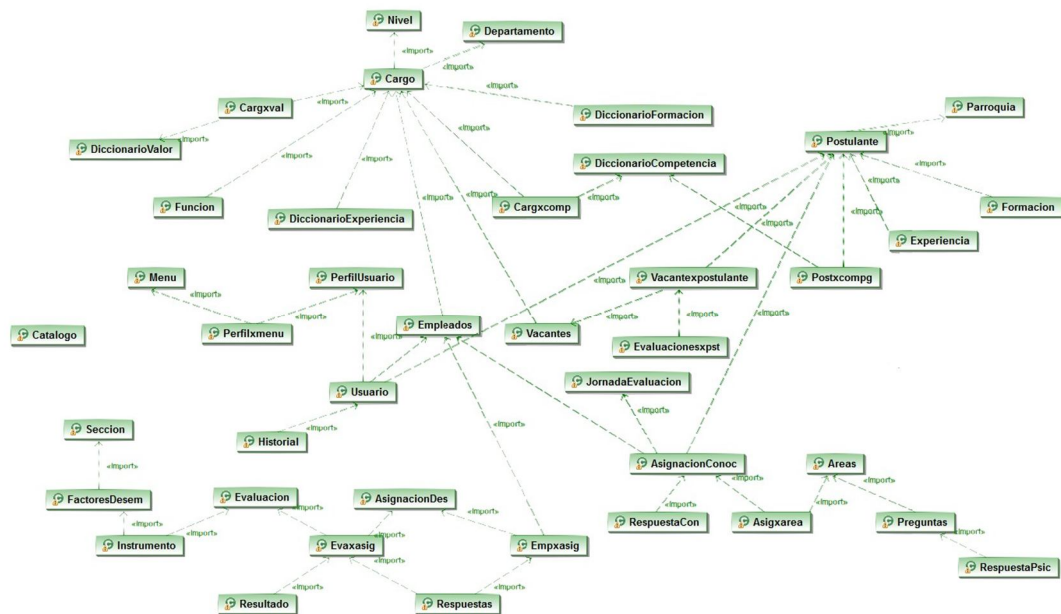 Nivel
Departamento
«import»
«import»
Cargo
«import»
Cargxval
«import»
DiccionarioFormacion
Parroquia
«import»
«import»
Postulante
DiccionarioValor
«import»
«import»
«import»
«import»
DiccionarioCompetencia
«import»
«import»
«import»
Funcion
DiccionarioExperiencia
Cargxcomp
«import»
«import»
«import»
Formacion
Experiencia
Menu
PerfilUsuario
«import»
Vacantexpostulante
«import»
Postxcompg
«import»
«import»
«import»
«import»
Catalogo
Perfilxmenu
Empleados
Vacantes
«import»
«import»
«import»
Evaluacionesxpst
JornadaEvaluacion
Usuario
«import»
«import»
«import»
Seccion
Historial
AsignacionConoc
Areas
«import»
«import»
«import»
«import»
FactoresDesem
Evaluacion
AsignacionDes
RespuestaCon
Asigxarea
«import»
Preguntas
«import»
«import»
«import»
«import»
«import»
Instrumento
Evaxasig
Empxasig
«import»
RespuestaPsic
«import»
«import»
«import»
Resultado
Respuestas